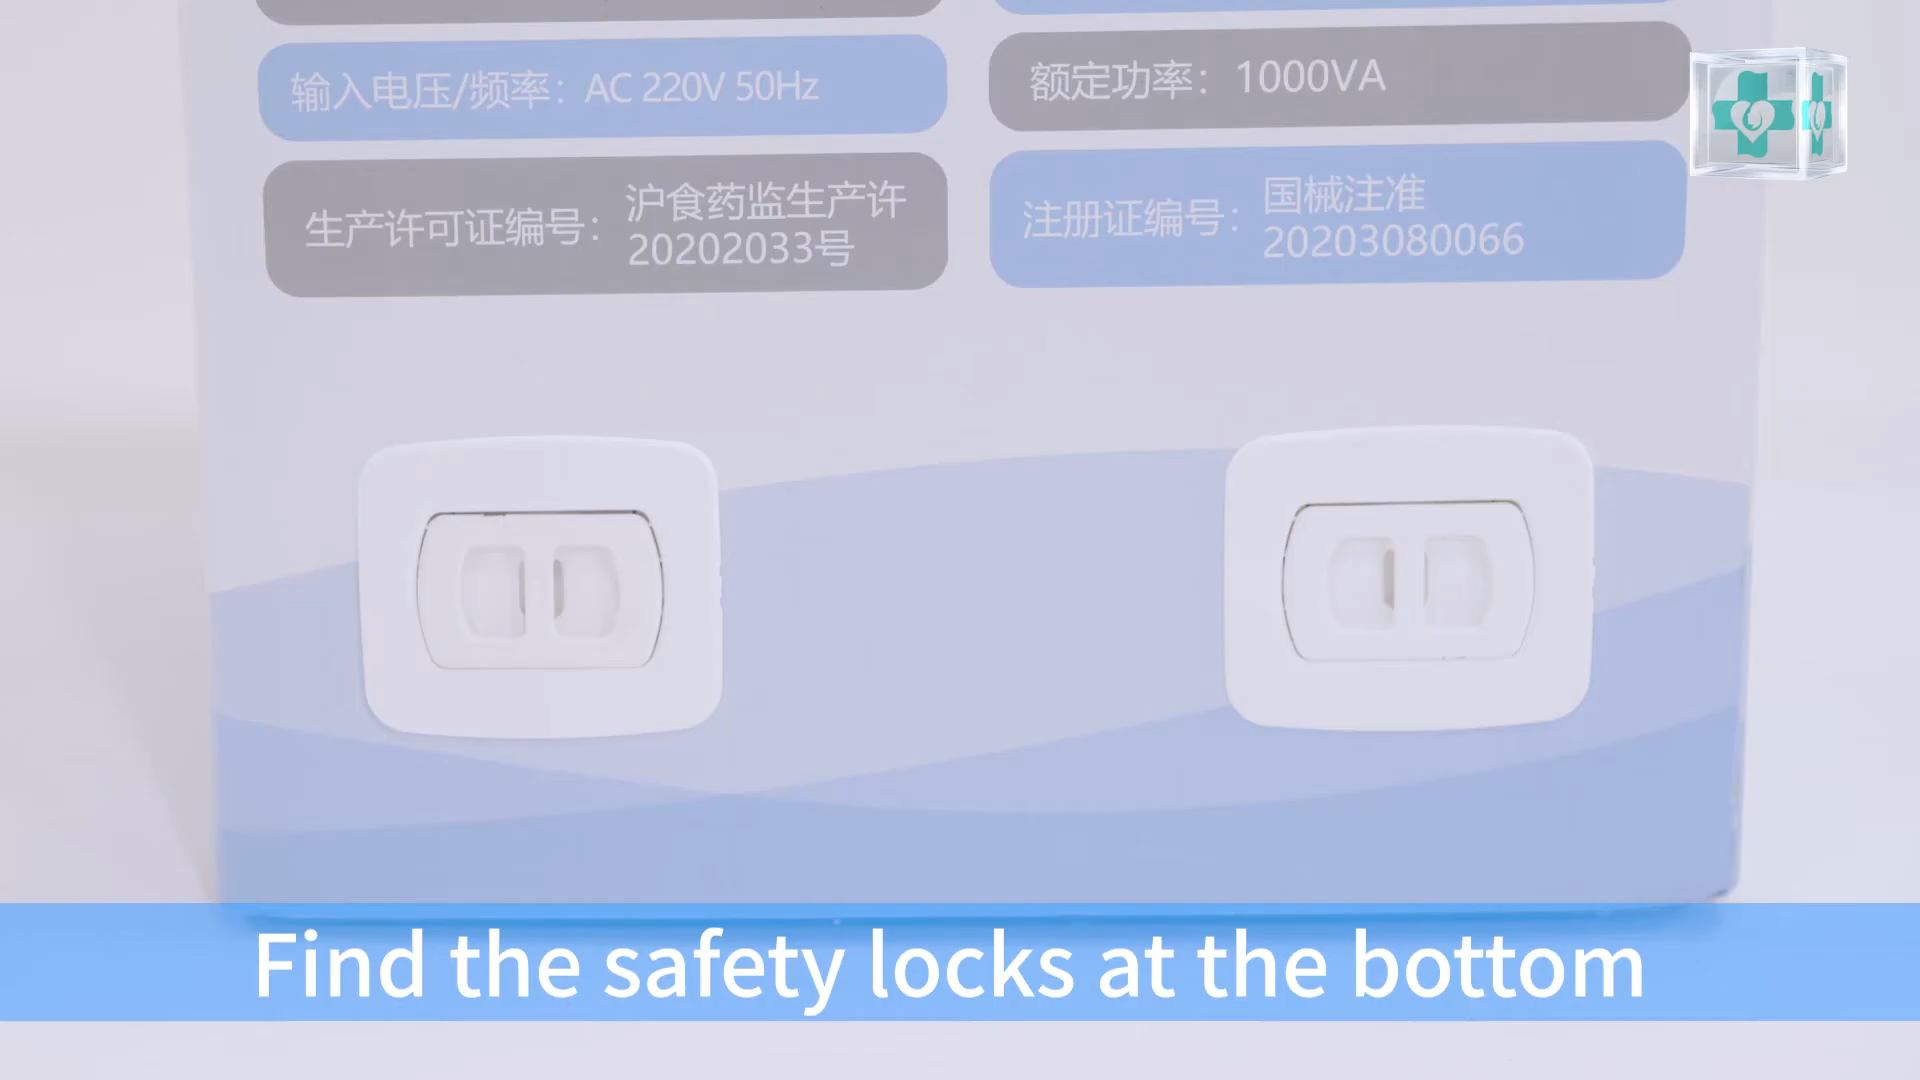 输入电压/频率：AC 220V 50Hz
额定功率：1000VA
生产许可证编号：沪食药监生产许
20202033号
注册证编号：国械注准
20203080066
Find the safety locks at the bottom